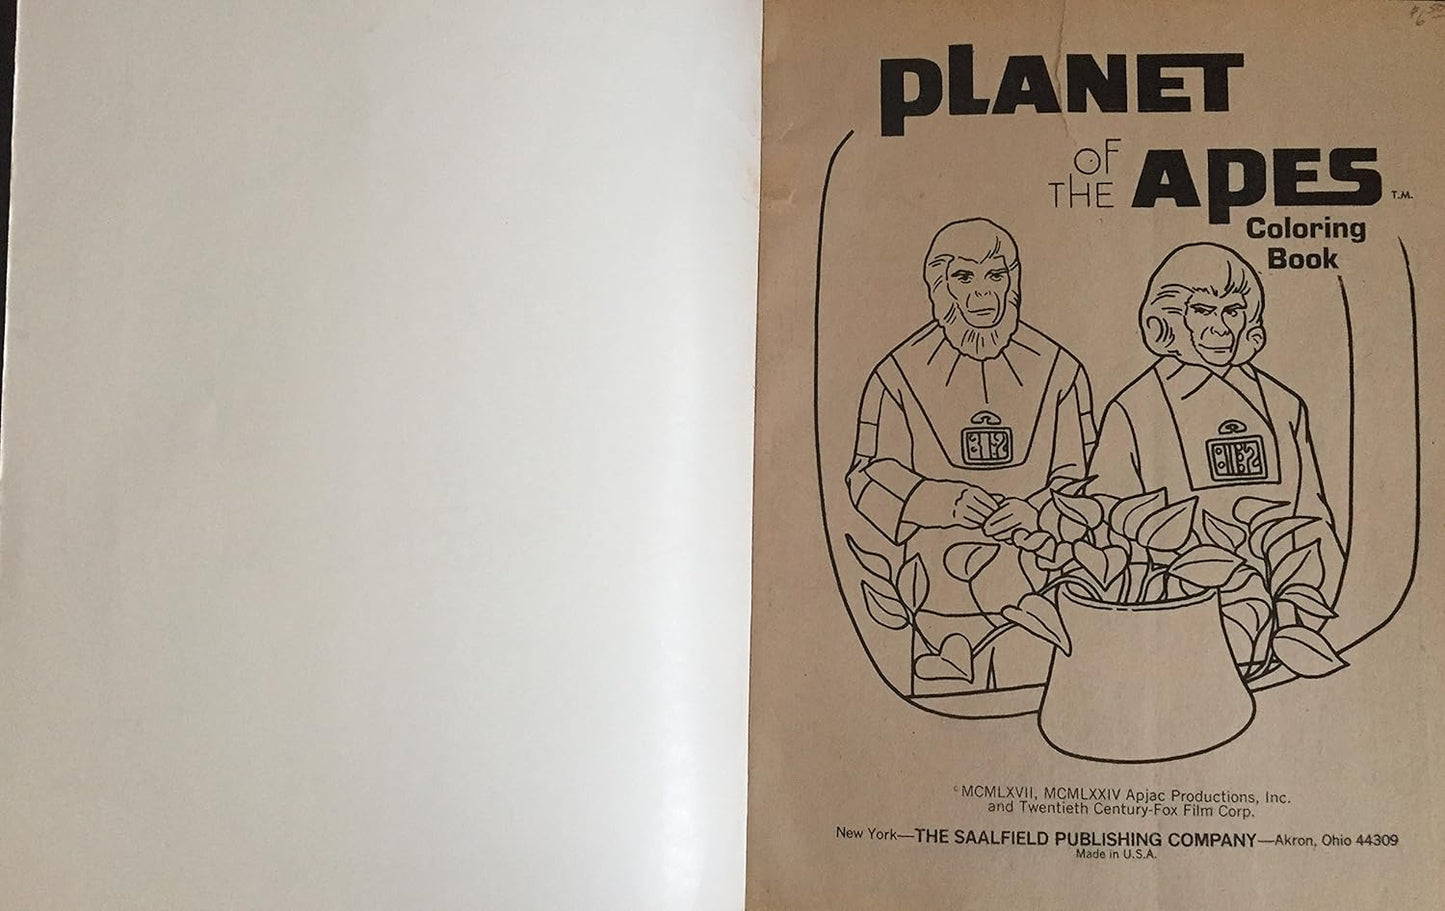 PLANET
OF
THE APES T.M.
Coloring
Book
©MCMLXVII, MCMLXXIV Apjac Productions, Inc.
and Twentieth Century-Fox Film Corp.
New York—THE SAALFIELD PUBLISHING COMPANY—Akron, Ohio 44309
Made in U.S.A.